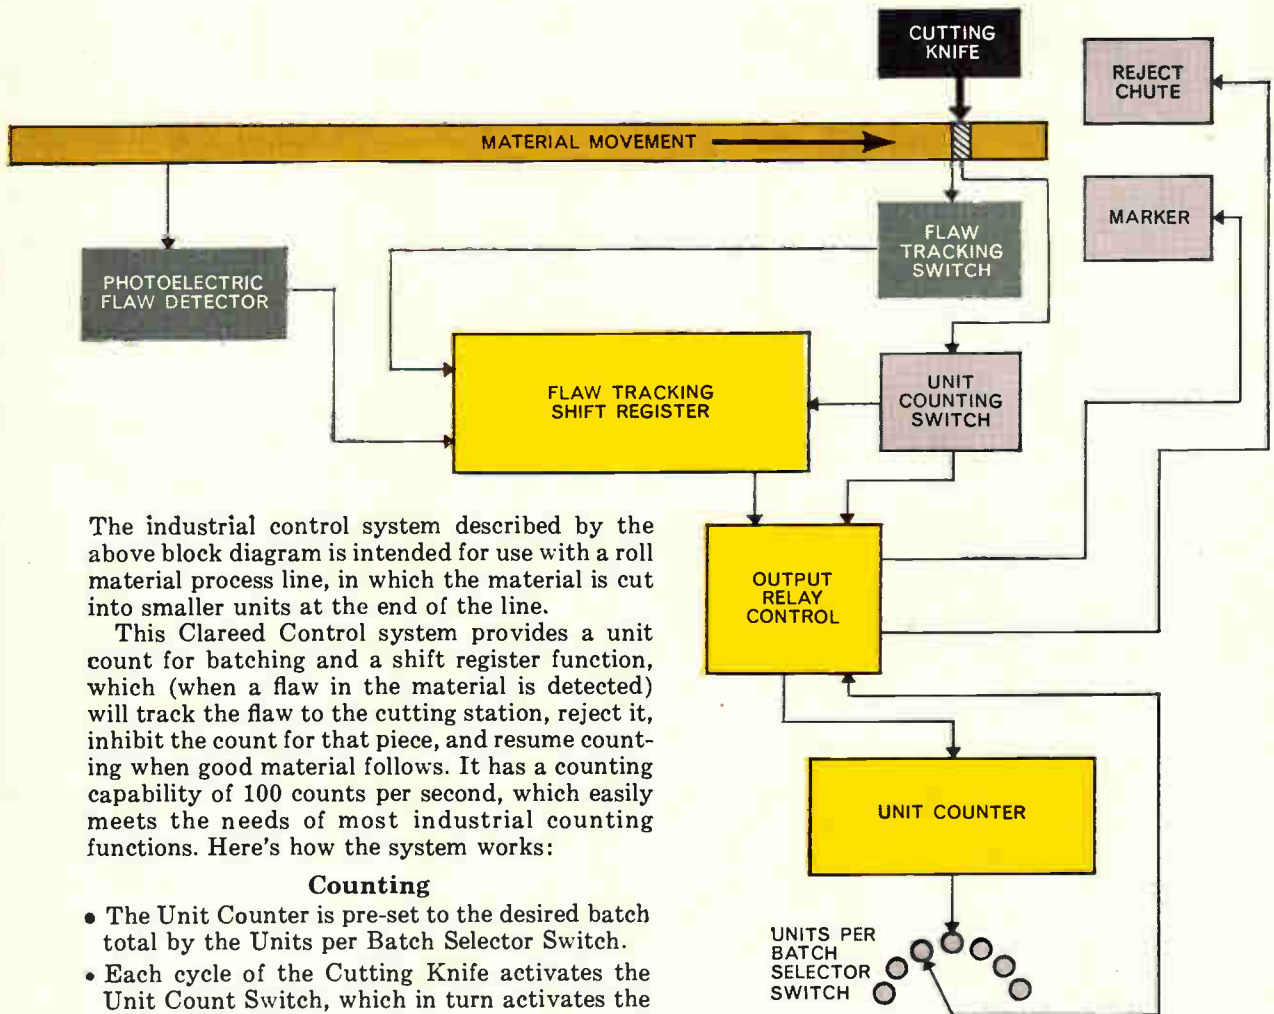 CUTTING
KNIFE
REJECT
CHUTE
MATERIAL MOVEMENT
MARKER
FLAW
TRACKING
SWITCH
PHOTOELECTRIC
FLAW DETECTOR
FLAW TRACKING
SHIFT REGISTER
UNIT
COUNTING
SWITCH
OUTPUT
RELAY
CONTROL
UNIT COUNTER
UNITS PER
BATCH
SELECTOR
SWITCH
The industrial control system described by the
above block diagram is intended for use with a roll
material process line, in which the material is cut
into smaller units at the end of the line.
This Clareed Control system provides a unit
count for batching and a shift register function,
which (when a flaw in the material is detected)
will track the flaw to the cutting station, reject it,
inhibit the count for that piece, and resume count-
ing when good material follows. It has a counting
capability of 100 counts per second, which easily
meets the needs of most industrial counting
functions. Here's how the system works:
Counting
• The Unit Counter is pre-set to the desired batch
total by the Units per Batch Selector Switch.
• Each cycle of the Cutting Knife activates the
Unit Count Switch, which in turn activates the